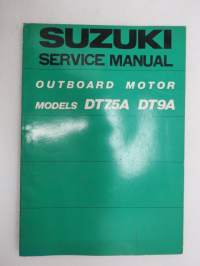 SUZUKI
SERVICE MANUAL
OUTBOARD MOTOR
MODELS DT75A DT9A